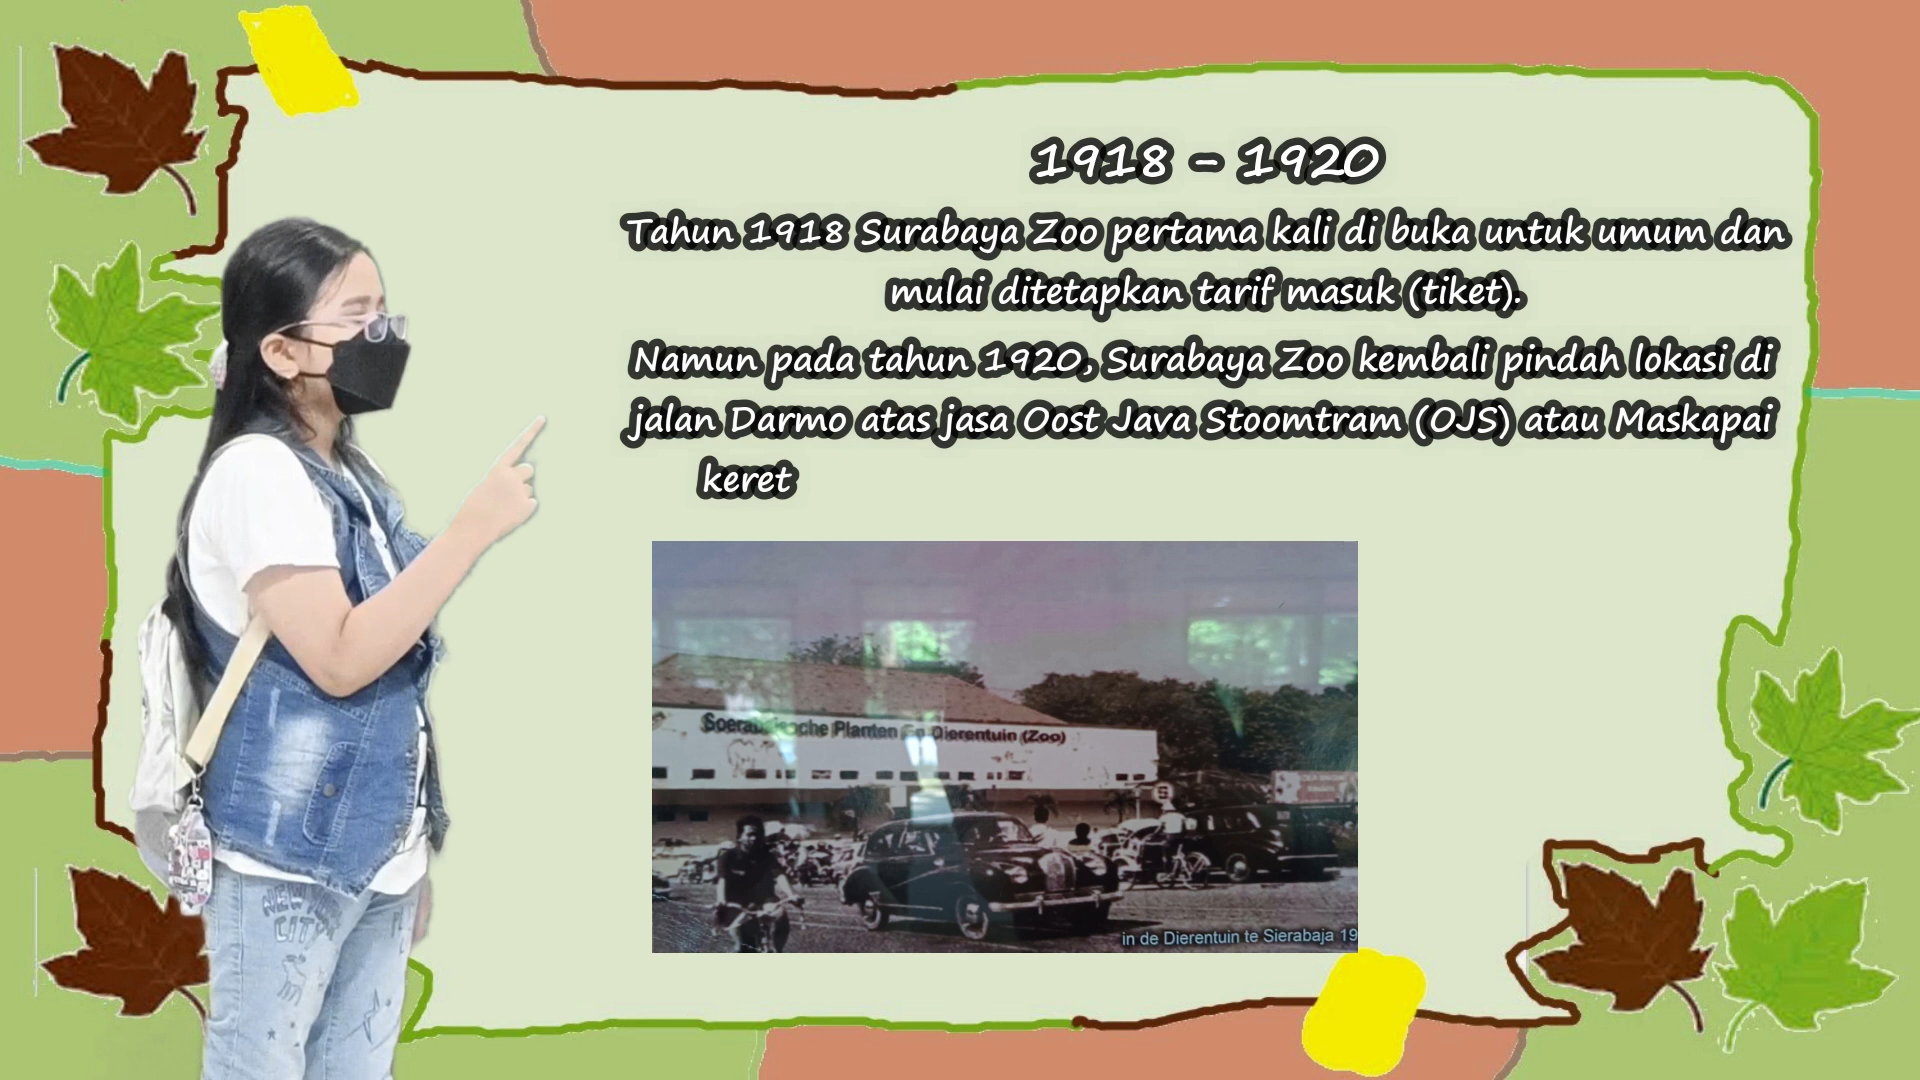 1918 - 1920
Tahun 1918 Surabaya Zoo pertama kali di buka untuk umum dan
mulai ditetapkan tarif masuk (tiket).
Namun pada tahun 1920, Surabaya Zoo kembali pindah lokasi di
jalan Darmo atas jasa Oost Java Stoomtram (OJS) atau Maskapai
keret
Planten Dierentuin (Zoo)
in de Dierentuin te Sierabaja 19
NEW
CITY